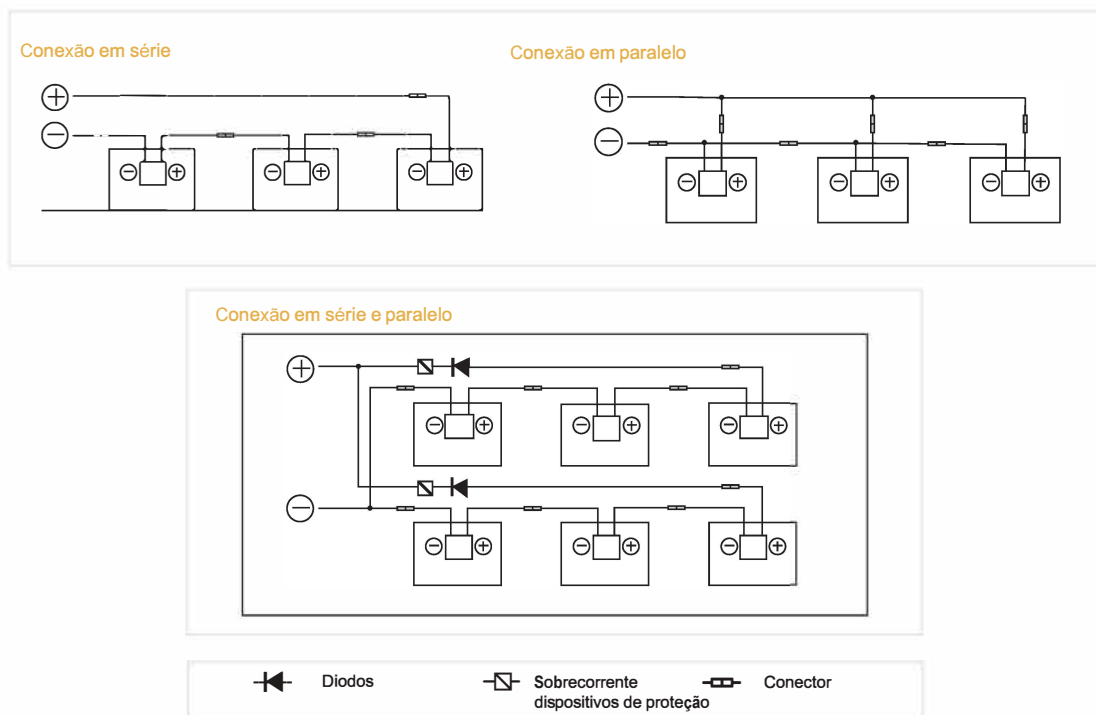 Conexão em série
Conexão em paralelo
Conexão em série e paralelo
Diodos
Sobrecorrente
dispositivos de proteção
Conector